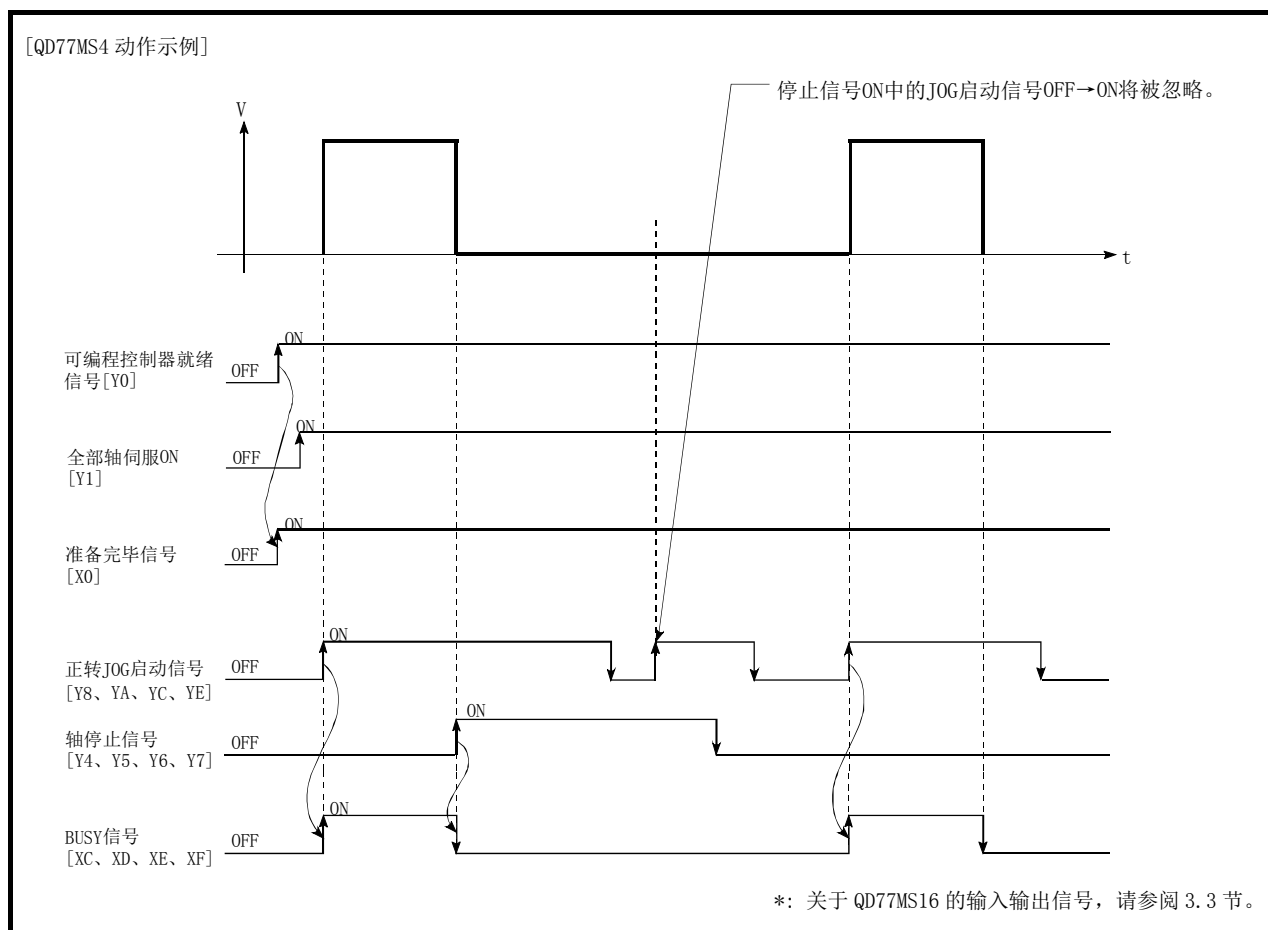 [QD77MS4 动作示例]
停止信号ON中的JOG启动信号OFF→ON将被忽略。
V
t
ON
可编程控制器就绪
信号[Y0]
OFF
ON
全部轴伺服ON
[Y1]
OFF
ON
准备完毕信号
[X0]
OFF
ON
正转JOG启动信号
[Y8、YA、YC、YE]
OFF
ON
轴停止信号
[Y4、Y5、Y6、Y7]
OFF
ON
BUSY信号
[XC、XD、XE、XF]
OFF
*: 关于 QD77MS16 的输入输出信号，请参阅 3.3 节。